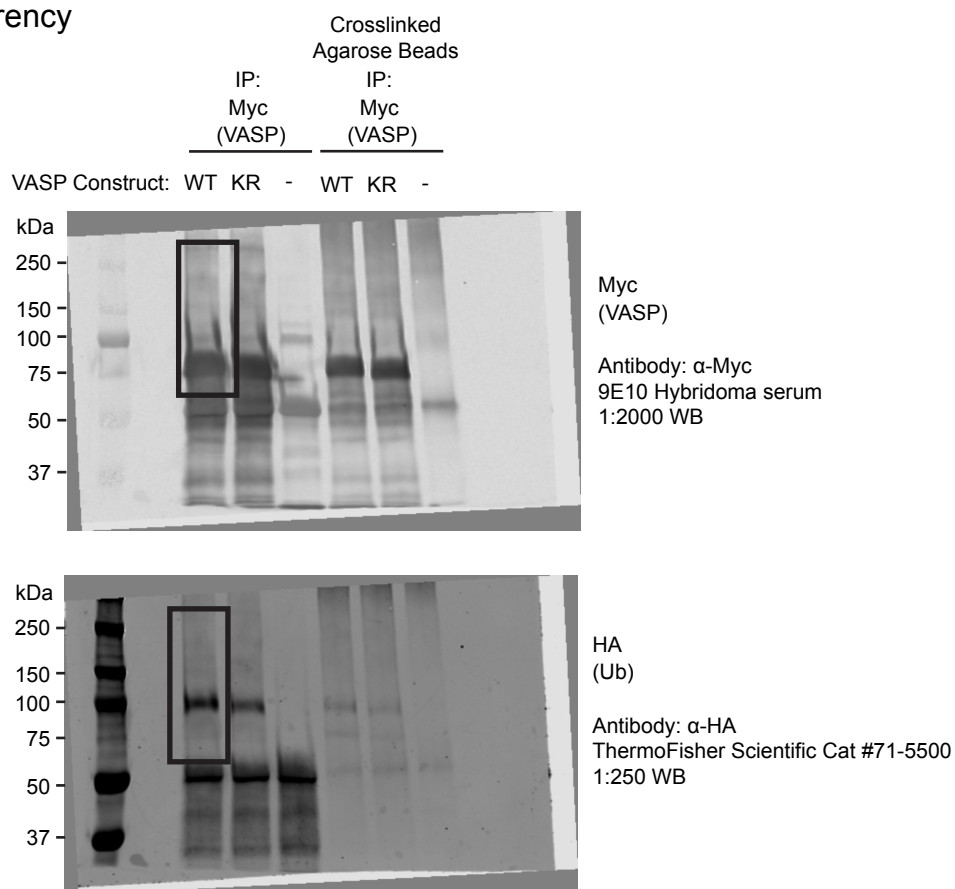 rency
Crosslinked
Agarose Beads
IP:
Myc
(VASP)
IP:
Myc
(VASP)
VASP Construct: WT KR - WT KR -
kDa
250
150
100
75
50
37
Myc
(VASP)
Antibody: α-Myc
9E10 Hybridoma serum
1:2000 WB
kDa
250
150
100
75
50
37
HA
(Ub)
Antibody: α-HA
ThermoFisher Scientific Cat #71-5500
1:250 WB